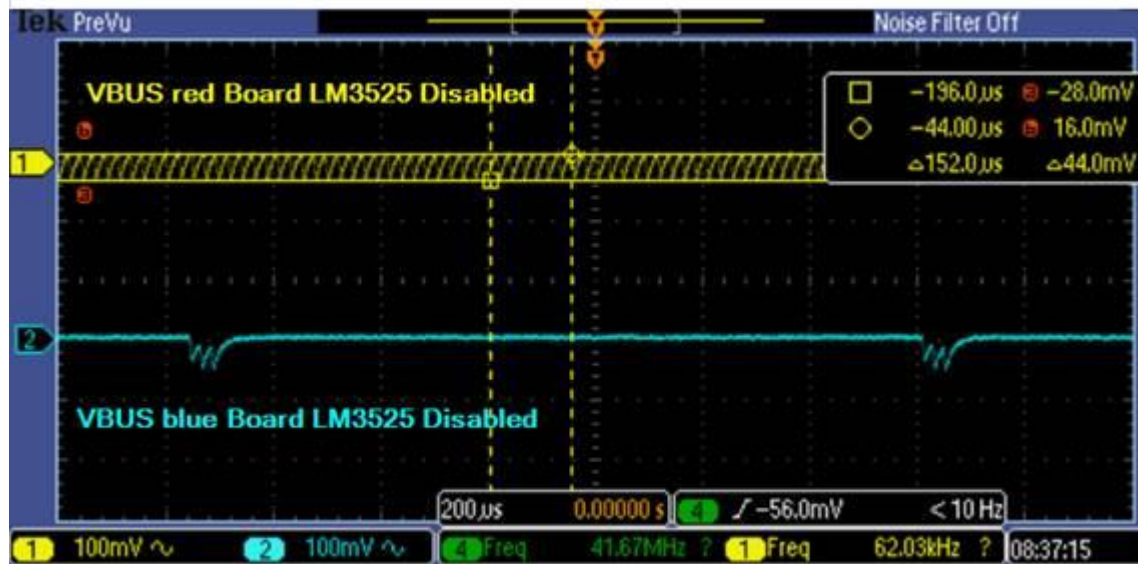 Tek PreVu Noise Filter Off
VBUS red Board LM3525 Disabled
-196.0µs a -28.0mV
-44.00µs b 16.0mV
△152.0µs △44.0mV
b
1
a
2
VBUS blue Board LM3525 Disabled
200µs 0.00000 s 4 -56.0mV <10 Hz
1 100mV 2 100mV 4 Freq 41.67MHz ? 1 Freq 62.03kHz ? 08:37:15